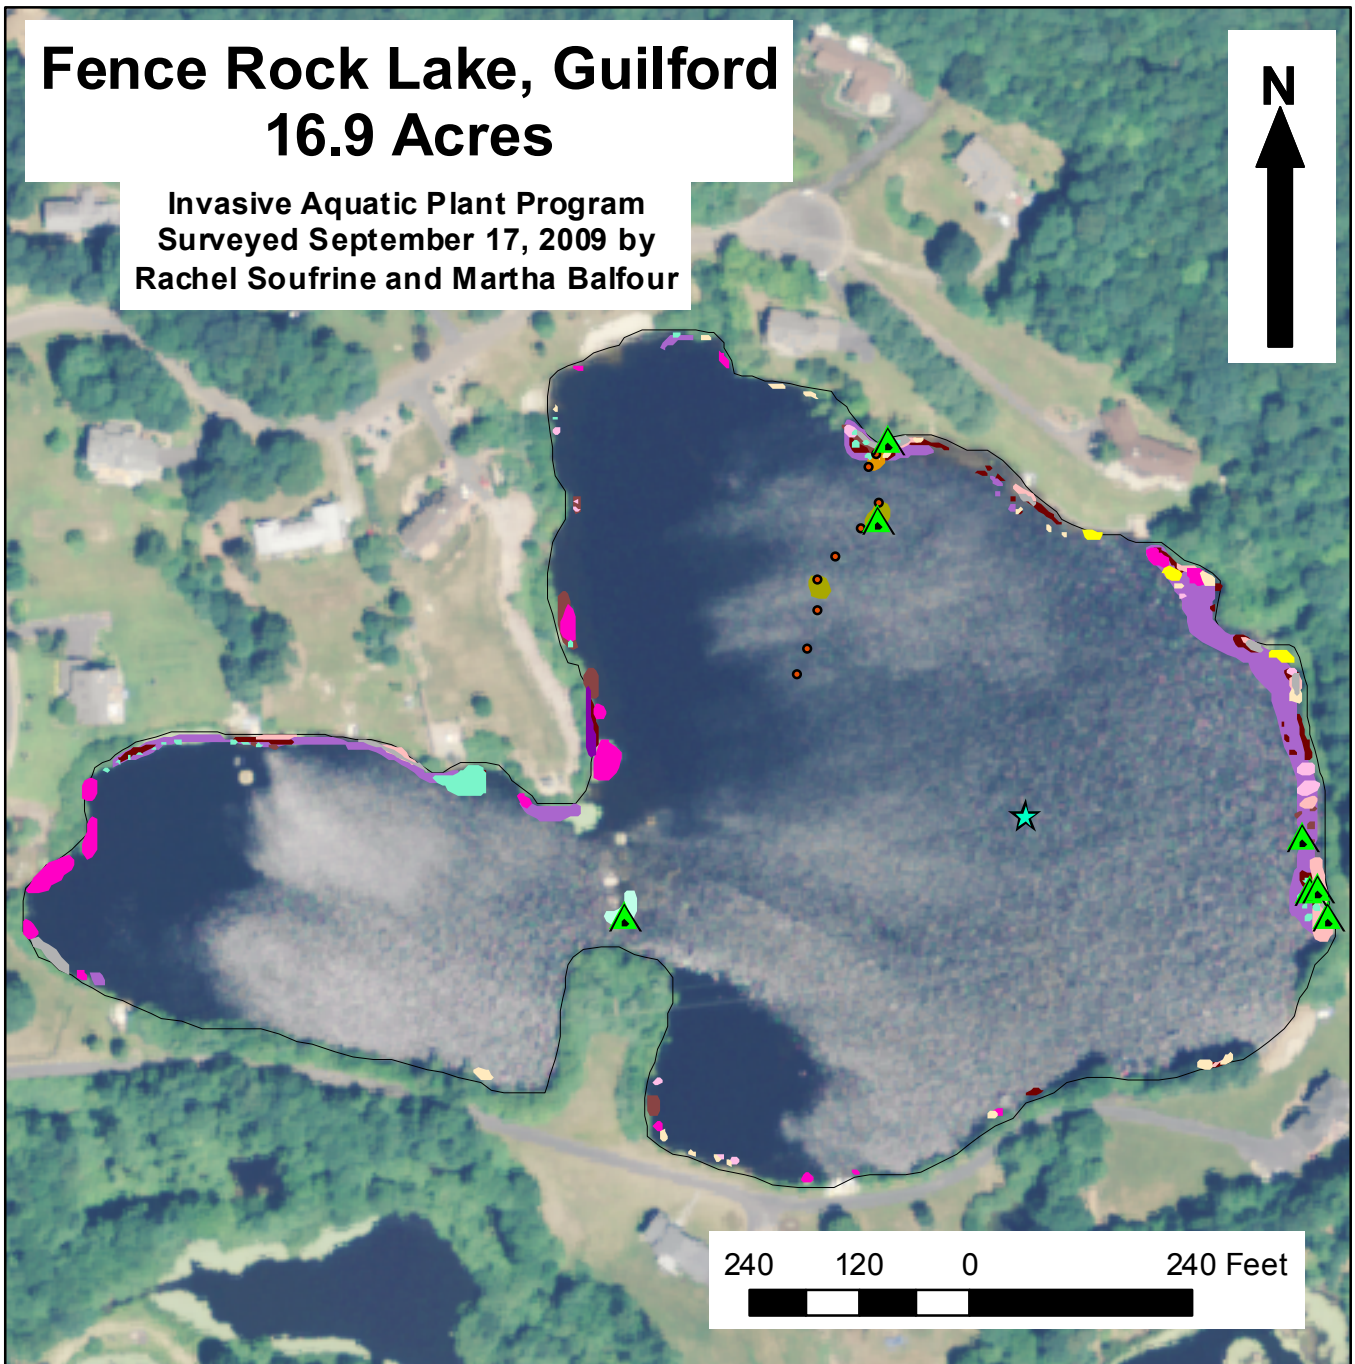 Fence Rock Lake, Guilford
16.9 Acres
Invasive Aquatic Plant Program
Surveyed September 17, 2009 by
Rachel Soufrine and Martha Balfour
N
240 120 0 240 Feet